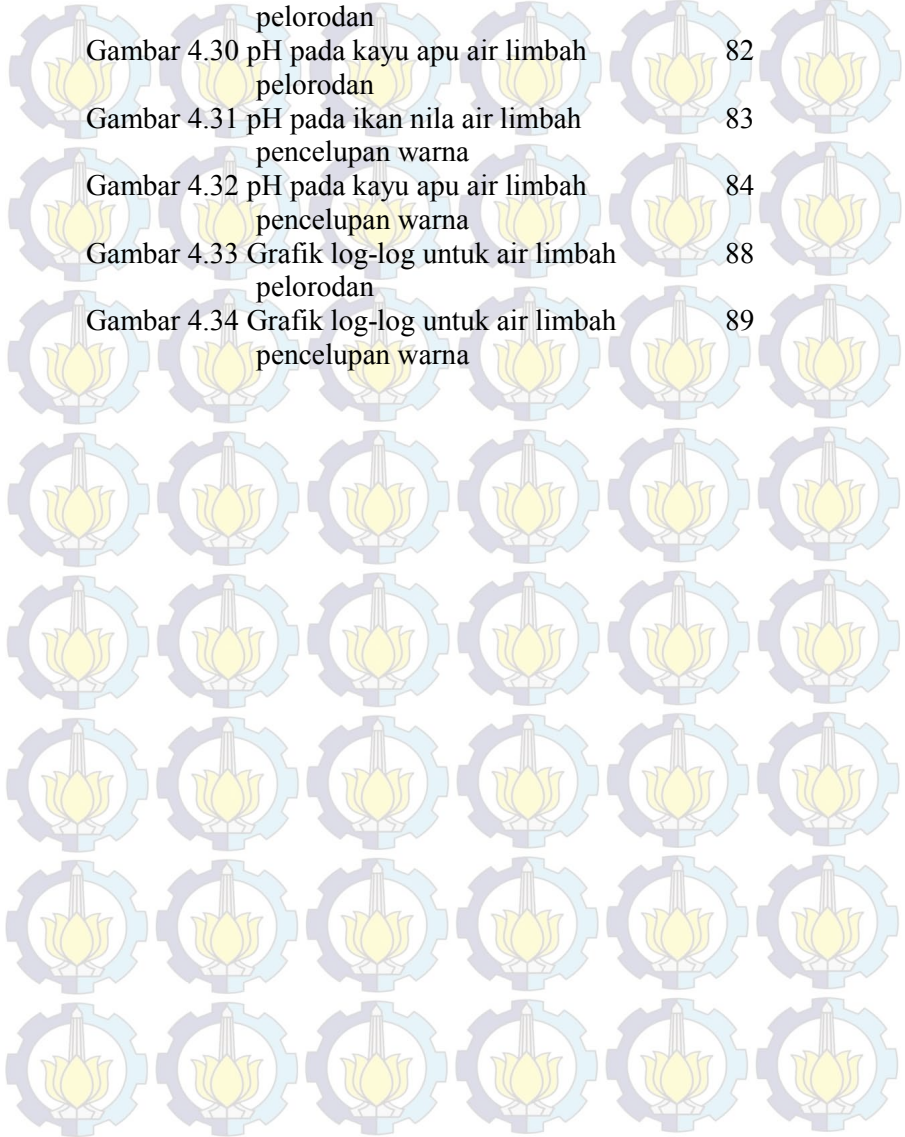 pelorodan
Gambar 4.30 pH pada kayu apu air limbah 82
pelorodan
Gambar 4.31 pH pada ikan nila air limbah 83
pencelupan warna
Gambar 4.32 pH pada kayu apu air limbah 84
pencelupan warna
Gambar 4.33 Grafik log-log untuk air limbah 88
pelorodan
Gambar 4.34 Grafik log-log untuk air limbah 89
pencelupan warna